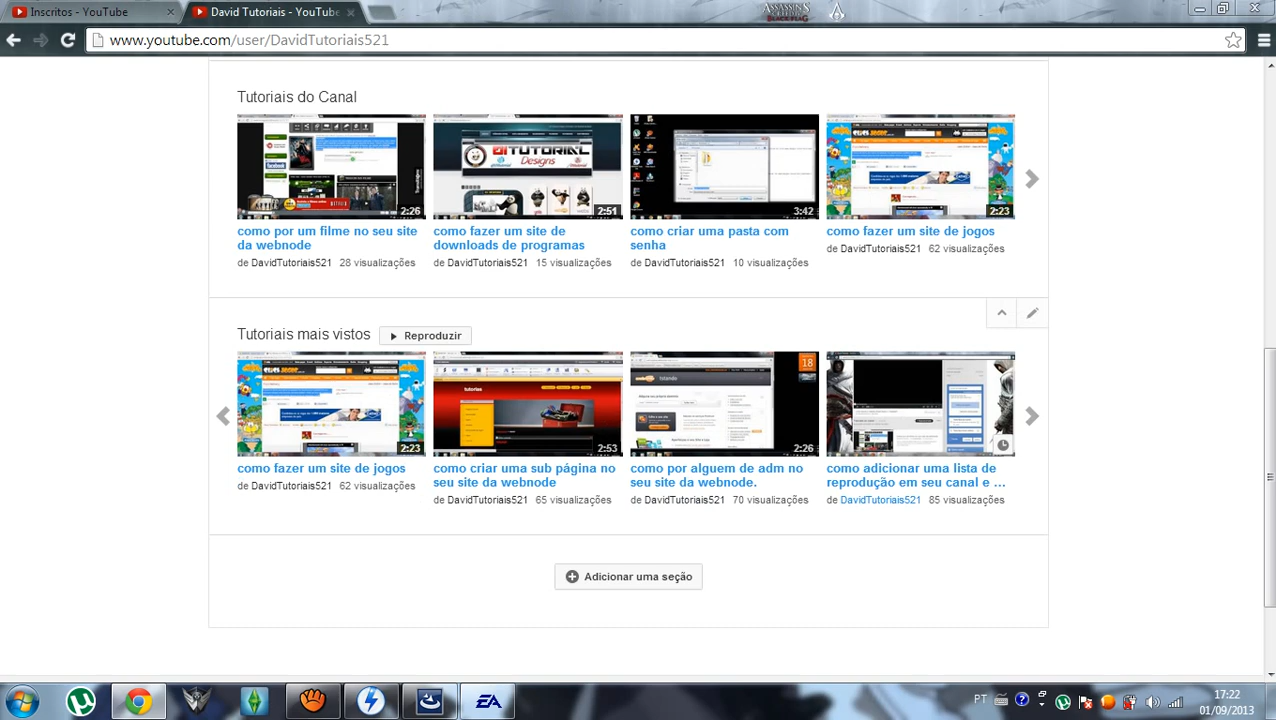 Inscritos - YouTube
David Tutoriais - YouTube
ASSASSIN'S
BLACK FLAG
www.youtube.com/user/DavidTutoriais521
Tutoriais do Canal
TUTORIAL
Designs
2:26
2:51
3:42
2:23
como por um filme no seu site
da webnode
como fazer um site de
downloads de programas
como criar uma pasta com
senha
como fazer um site de jogos
de DavidTutoriais521 28 visualizações
de DavidTutoriais521 15 visualizações
de DavidTutoriais521 10 visualizações
de DavidTutoriais521 62 visualizações
Tutoriais mais vistos
Reproduzir
18
2:23
2:53
2:26
como fazer um site de jogos
como criar uma sub página no
seu site da webnode
como por alguem de adm no
seu site da webnode.
como adicionar uma lista de
reprodução em seu canal e ...
de DavidTutoriais521 62 visualizações
de DavidTutoriais521 65 visualizações
de DavidTutoriais521 70 visualizações
de DavidTutoriais521 85 visualizações
Adicionar uma seção
EA
PT
17:22
01/09/2013